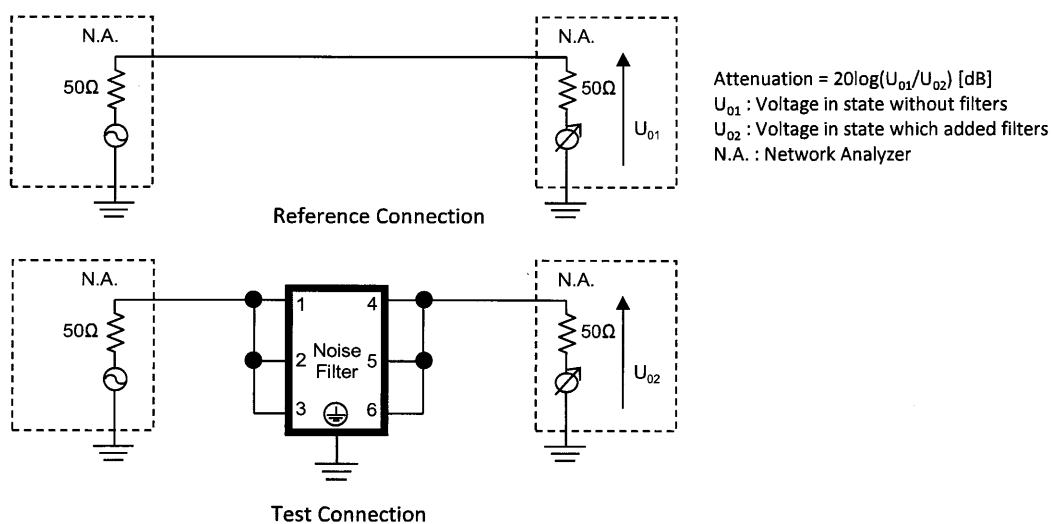 N.A.
50Ω
N.A.
50Ω
U01
Attenuation = 20log(U01/U02) [dB]
U01 : Voltage in state without filters
U02 : Voltage in state which added filters
N.A. : Network Analyzer
Reference Connection
N.A.
50Ω
1
2
3
4
5
6
Noise
Filter
N.A.
50Ω
U02
Test Connection